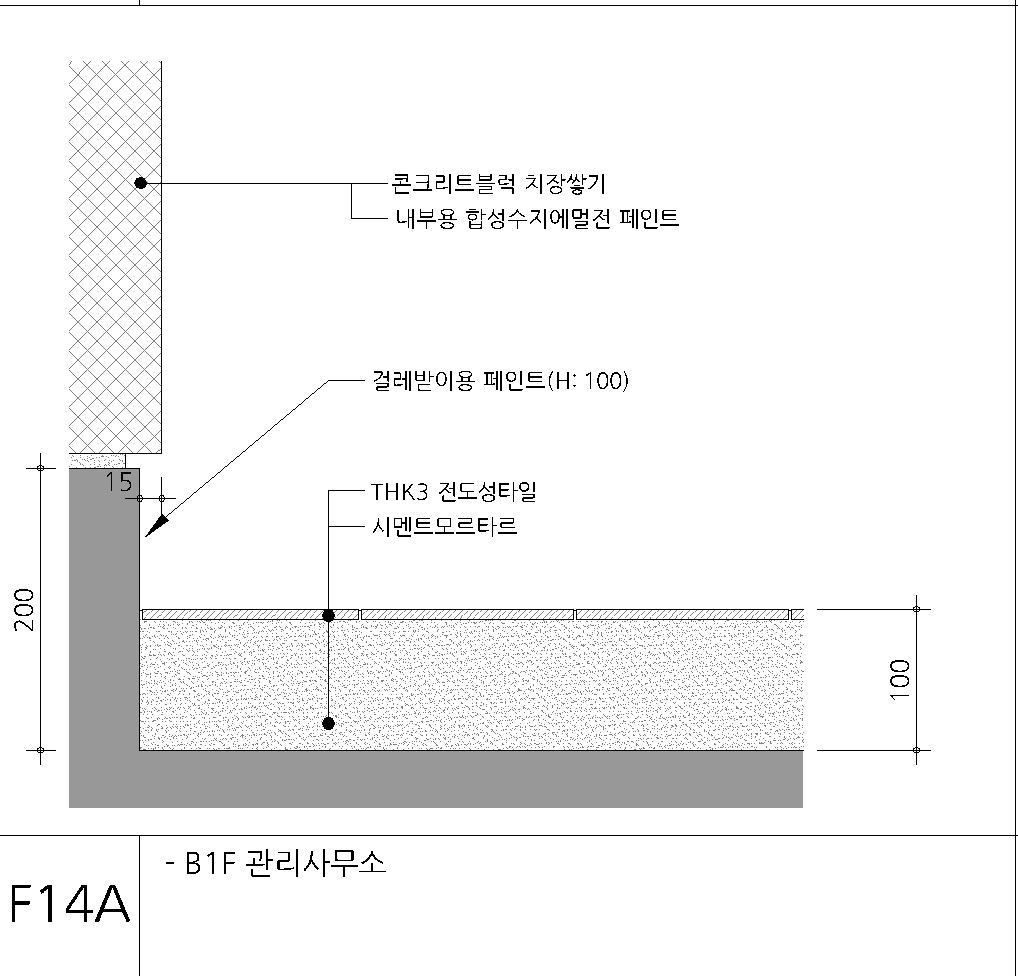 콘크리트블럭 치장쌓기
내부용 합성수지에멀전 페인트
걸레받이용 페인트(H: 100)
15
THK3 전도성타일
시멘트모르타르
200
100
- B1F 관리사무소
F14A